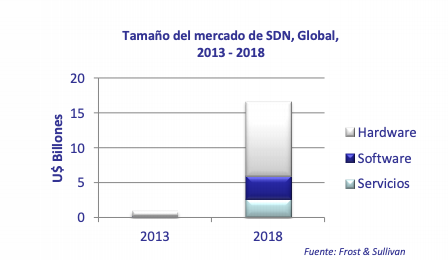 Tamaño del mercado de SDN, Global,
2013 - 2018
U$ Billones
20
15
10
5
0
2013
2018
Hardware
Software
Servicios
Fuente: Frost & Sullivan